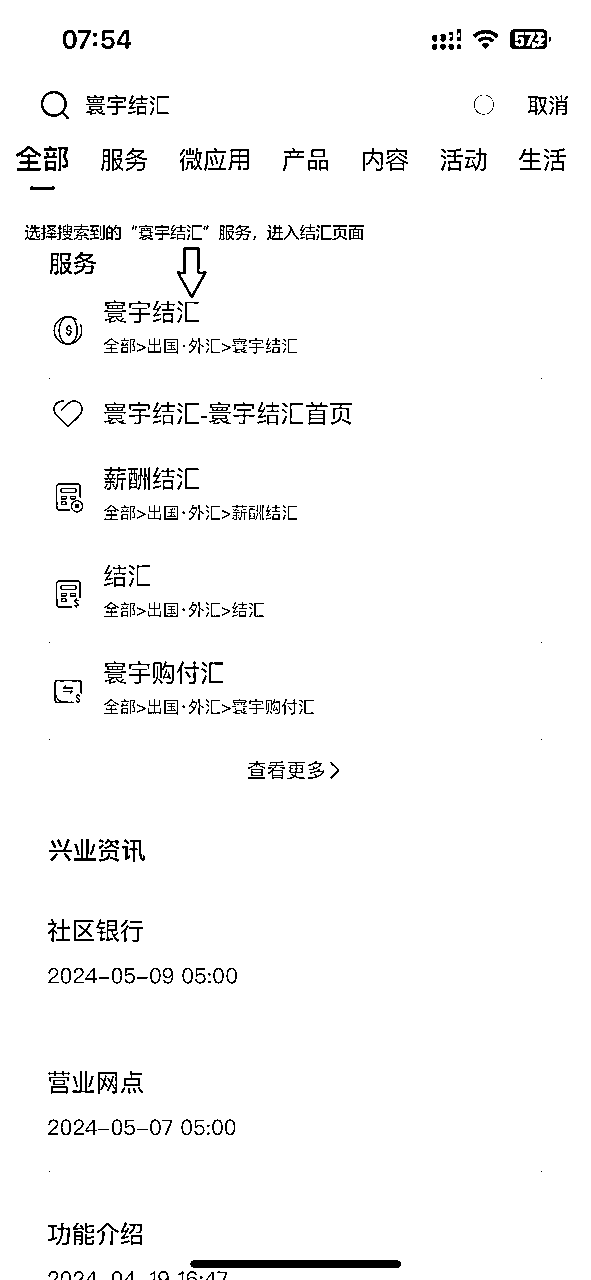 07:54
57
寰宇结汇
取消
全部 服务 微应用 产品 内容 活动 生活
选择搜索到的“寰宇结汇”服务，进入结汇页面
服务
寰宇结汇
全部>出国·外汇>寰宇结汇
寰宇结汇-寰宇结汇首页
薪酬结汇
全部>出国·外汇>薪酬结汇
结汇
全部>出国·外汇>结汇
寰宇购付汇
全部>出国·外汇>寰宇购付汇
查看更多>
兴业资讯
社区银行
2024-05-09 05:00
营业网点
2024-05-07 05:00
功能介绍
2024-04-19 16:47